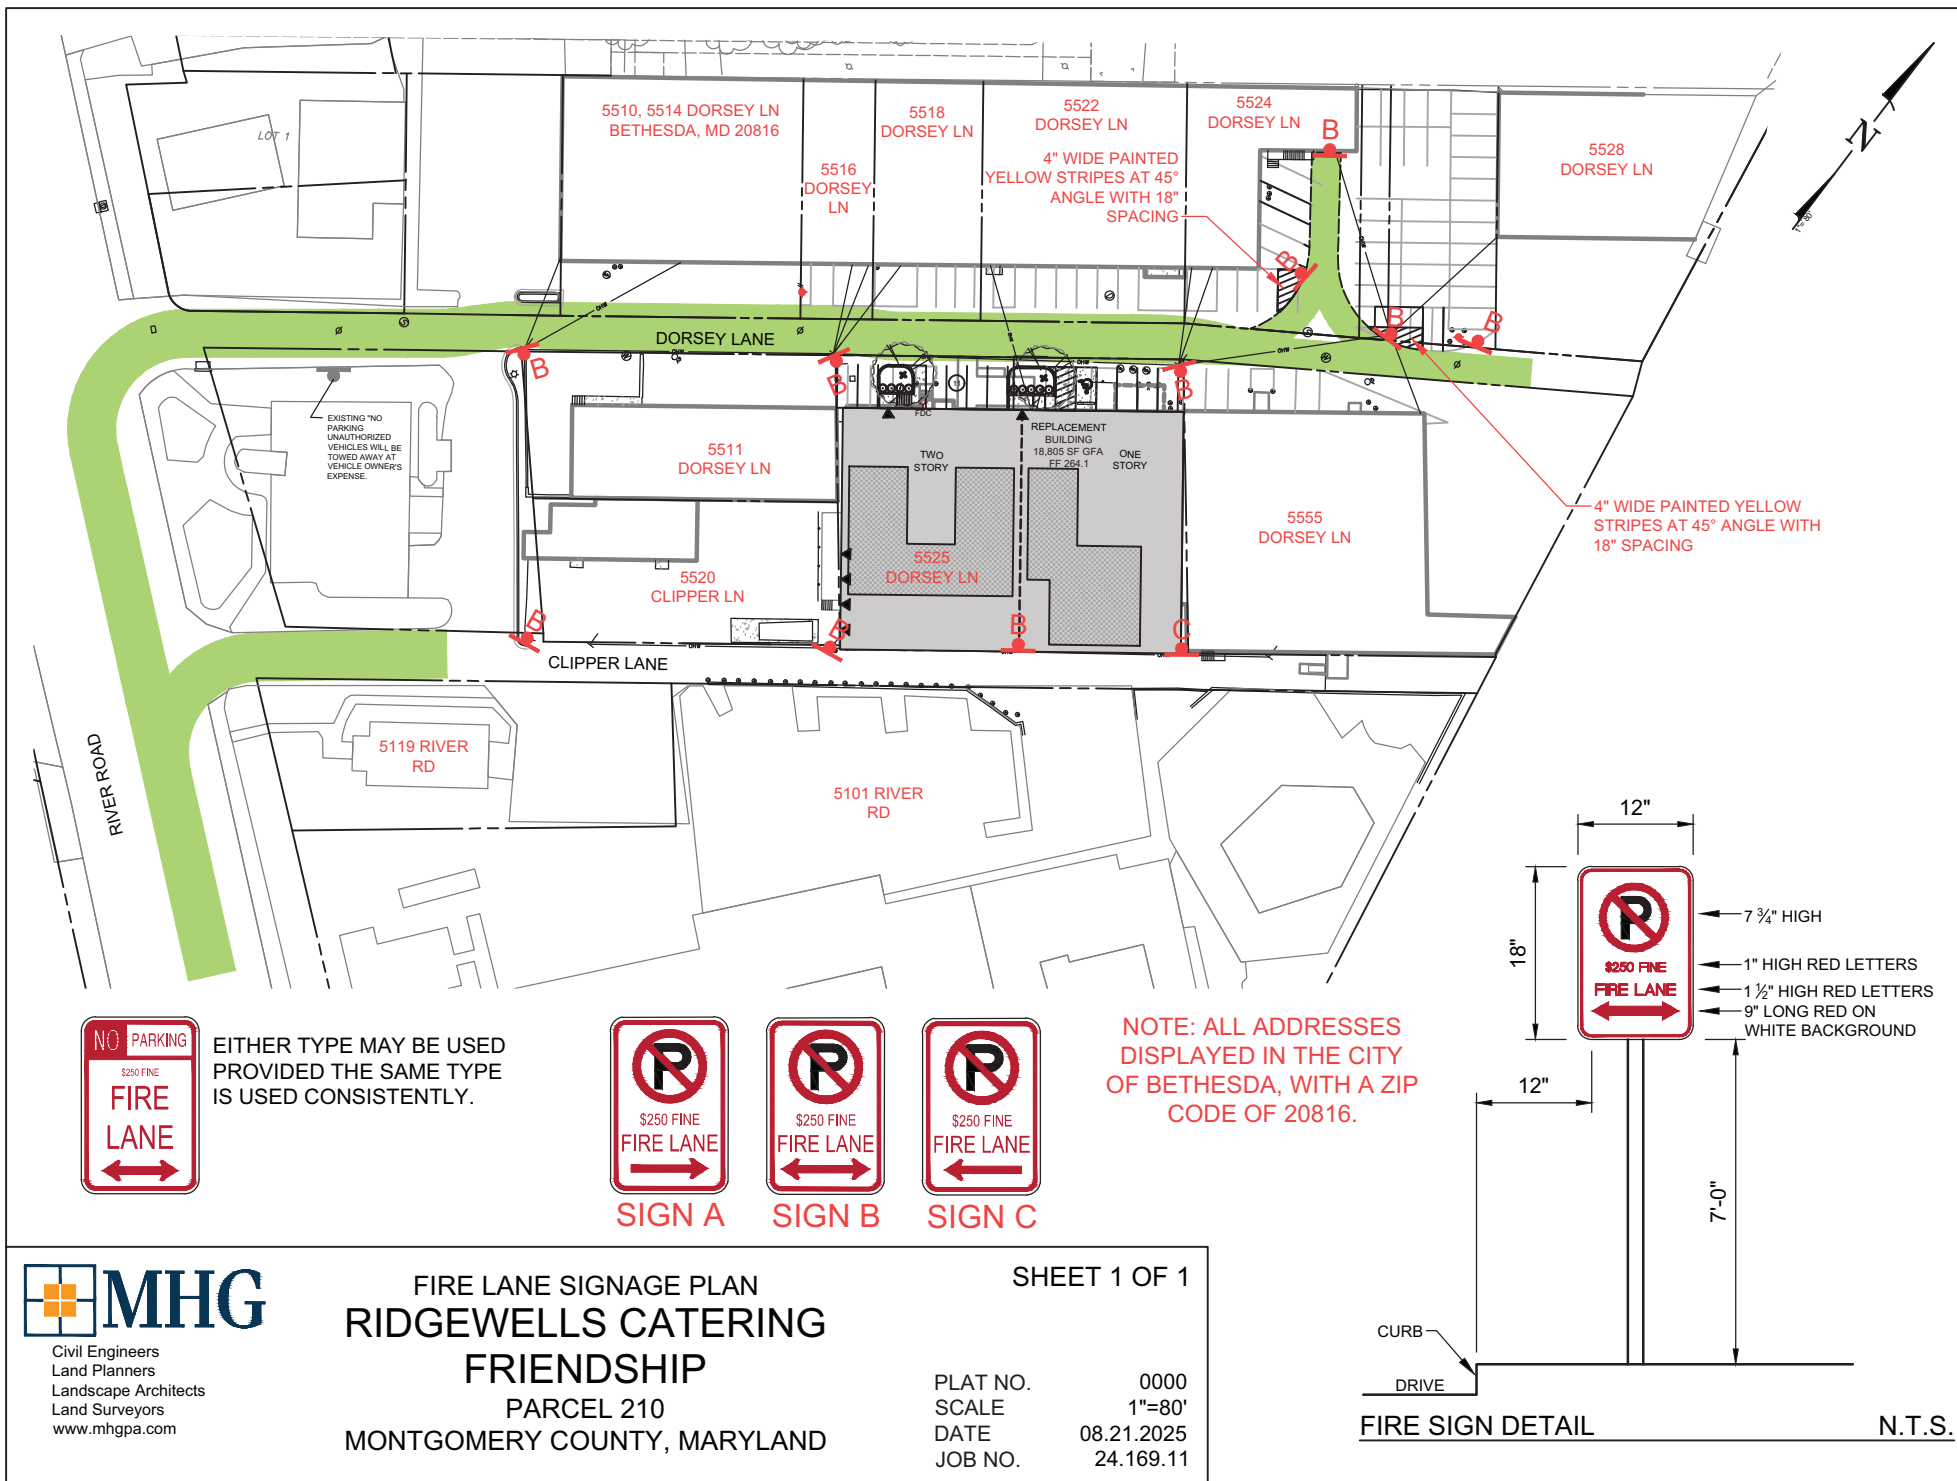 5510, 5514 DORSEY LN
BETHESDA, MD 20816
5516
DORSEY
LN
5518
DORSEY LN
5522
DORSEY LN
5524
DORSEY LN
5528
DORSEY LN
LOT 1
N
1"= 80'
4" WIDE PAINTED
YELLOW STRIPES AT 45°
ANGLE WITH 18"
SPACING
B
B
B
B
DORSEY LANE
B
B
B
EXISTING "NO
PARKING
UNAUTHORIZED
VEHICLES WILL BE
TOWED AWAY AT
VEHICLE OWNER'S
EXPENSE.
11
FDC
5511
DORSEY LN
TWO
STORY
REPLACEMENT
BUILDING
18,805 SF GFA
FF 264.1
ONE
STORY
4" WIDE PAINTED YELLOW
STRIPES AT 45° ANGLE WITH
18" SPACING
5555
DORSEY LN
5525
DORSEY LN
5520
CLIPPER LN
B
B
B
C
CLIPPER LANE
RIVER ROAD
5119 RIVER
RD
5101 RIVER
RD
12"
18"
P
$250 FINE
FIRE LANE
7 ¾" HIGH
1" HIGH RED LETTERS
1 ½" HIGH RED LETTERS
9" LONG RED ON
WHITE BACKGROUND
12"
7'-0"
CURB
DRIVE
FIRE SIGN DETAIL
N.T.S.
NO PARKING
$250 FINE
FIRE
LANE
EITHER TYPE MAY BE USED
PROVIDED THE SAME TYPE
IS USED CONSISTENTLY.
P
$250 FINE
FIRE LANE
SIGN A
P
$250 FINE
FIRE LANE
SIGN B
P
$250 FINE
FIRE LANE
SIGN C
NOTE: ALL ADDRESSES
DISPLAYED IN THE CITY
OF BETHESDA, WITH A ZIP
CODE OF 20816.
MHG
Civil Engineers
Land Planners
Landscape Architects
Land Surveyors
www.mhgpa.com
FIRE LANE SIGNAGE PLAN
RIDGEWELLS CATERING
FRIENDSHIP
PARCEL 210
MONTGOMERY COUNTY, MARYLAND
SHEET 1 OF 1
PLAT NO. 0000
SCALE 1"=80'
DATE 08.21.2025
JOB NO. 24.169.11